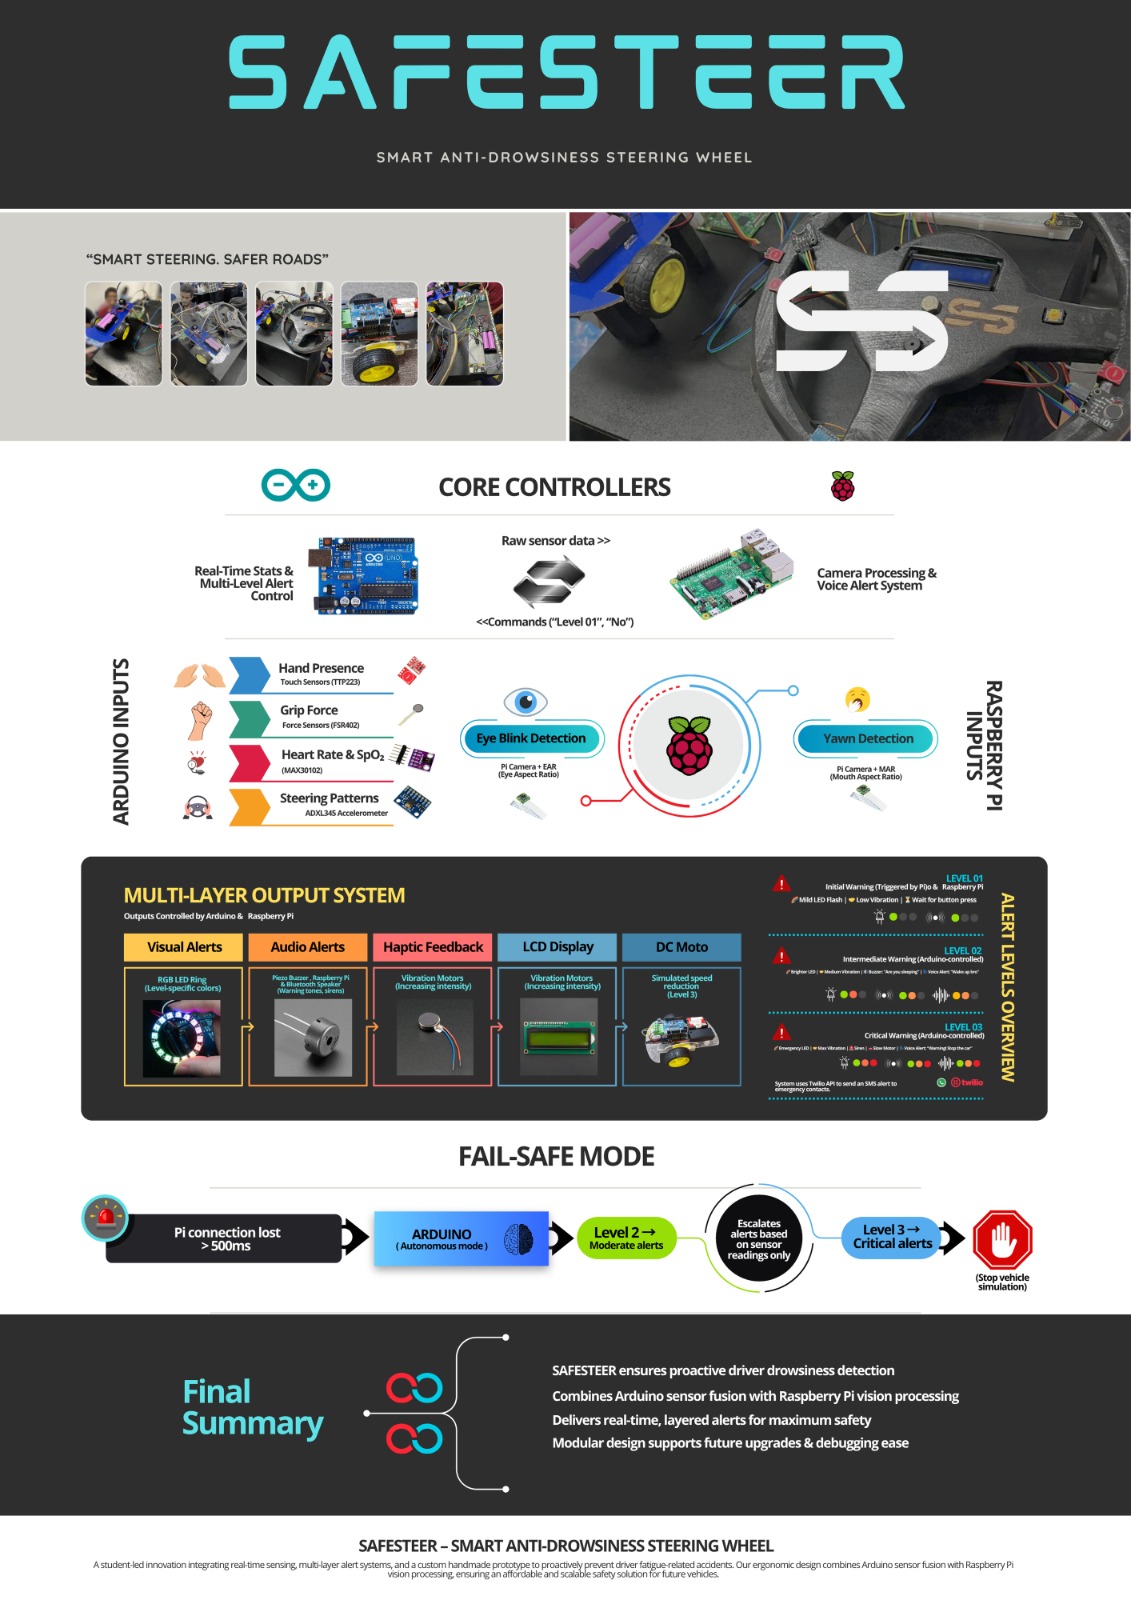 SAFESTEER
SMART ANTI-DROWSINESS STEERING WHEEL
“SMART STEERING. SAFER ROADS”
SS
SS
CORE CONTROLLERS
Real-Time Stats &
Multi-Level Alert
Control
UNO
ARDUINO
Raw sensor data >>
<<Commands (“Level 01”, “No”)
Camera Processing &
Voice Alert System
ARDUINO INPUTS
Hand Presence
Touch Sensors (TTP223)
Grip Force
Force Sensors (FSR402)
Heart Rate & SpO₂
(MAX30102)
Steering Patterns
ADXL345 Accelerometer
Eye Blink Detection
Pi Camera + EAR
(Eye Aspect Ratio)
Yawn Detection
Pi Camera + MAR
(Mouth Aspect Ratio)
RASPBERRY PI
INPUTS
MULTI-LAYER OUTPUT SYSTEM
Outputs Controlled by Arduino & Raspberry Pi
Visual Alerts
RGB LED Ring
(Level-specific colors)
Audio Alerts
Piezo Buzzer , Raspberry Pi
& Bluetooth Speaker
(Warning tones, sirens)
Haptic Feedback
Vibration Motors
(Increasing intensity)
LCD Display
Vibration Motors
(Increasing intensity)
DC Moto
Simulated speed
reduction
(Level 3)
ALERT LEVELS OVERVIEW
LEVEL 01
Initial Warning (Triggered by Pi)o & Raspberry Pi
Mild LED Flash | Low Vibration | Wait for button press
LEVEL 02
Intermediate Warning (Arduino-controlled)
Brighter LED | Medium Vibration | Buzzer: "Are you sleeping" | Voice Alert: "Wake up bro"
LEVEL 03
Critical Warning (Arduino-controlled)
Emergency LED | Max Vibration | Siren | Slow Motor | Voice Alert: "Warning! Stop the car"
System uses Twilio API to send an SMS alert to
emergency contacts.
twilio
FAIL-SAFE MODE
Pi connection lost
> 500ms
ARDUINO
( Autonomous mode )
Level 2 →
Moderate alerts
Escalates
alerts based
on sensor
readings only
Level 3 →
Critical alerts
(Stop vehicle
simulation)
Final
Summary
SAFESTEER ensures proactive driver drowsiness detection
Combines Arduino sensor fusion with Raspberry Pi vision processing
Delivers real-time, layered alerts for maximum safety
Modular design supports future upgrades & debugging ease
SAFESTEER – SMART ANTI-DROWSINESS STEERING WHEEL
A student-led innovation integrating real-time sensing, multi-layer alert systems, and a custom handmade prototype to proactively prevent driver fatigue-related accidents. Our ergonomic design combines Arduino sensor fusion with Raspberry Pi
vision processing, ensuring an affordable and scalable safety solution for future vehicles.